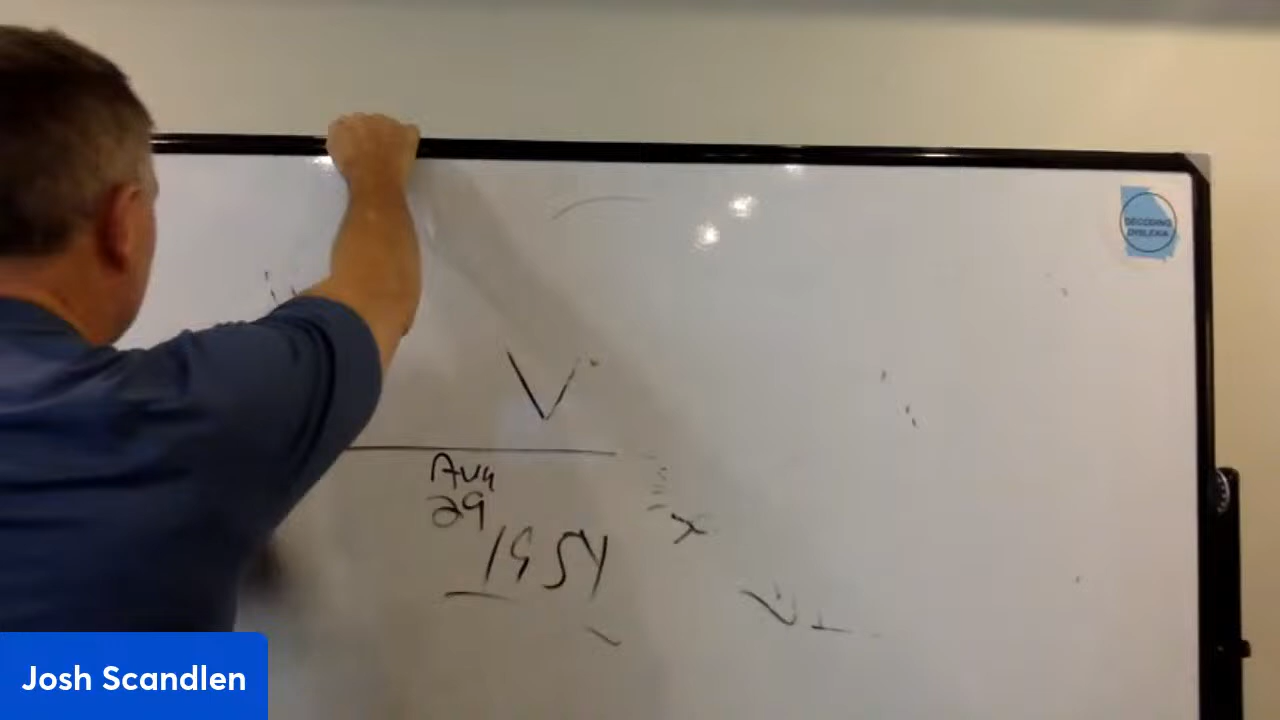 DECODING
DYSLEXIA
V
Aug
29
1954
X
Josh Scandlen